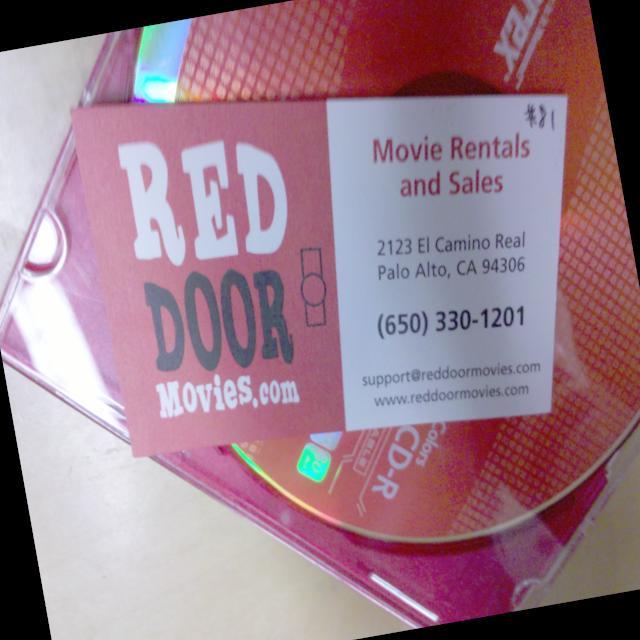 RED
DOOR
Movies.com
#81
Movie Rentals
and Sales
2123 El Camino Real
Palo Alto, CA 94306
(650) 330-1201
support@reddoormovies.com
www.reddoormovies.com
Colors
CD-R